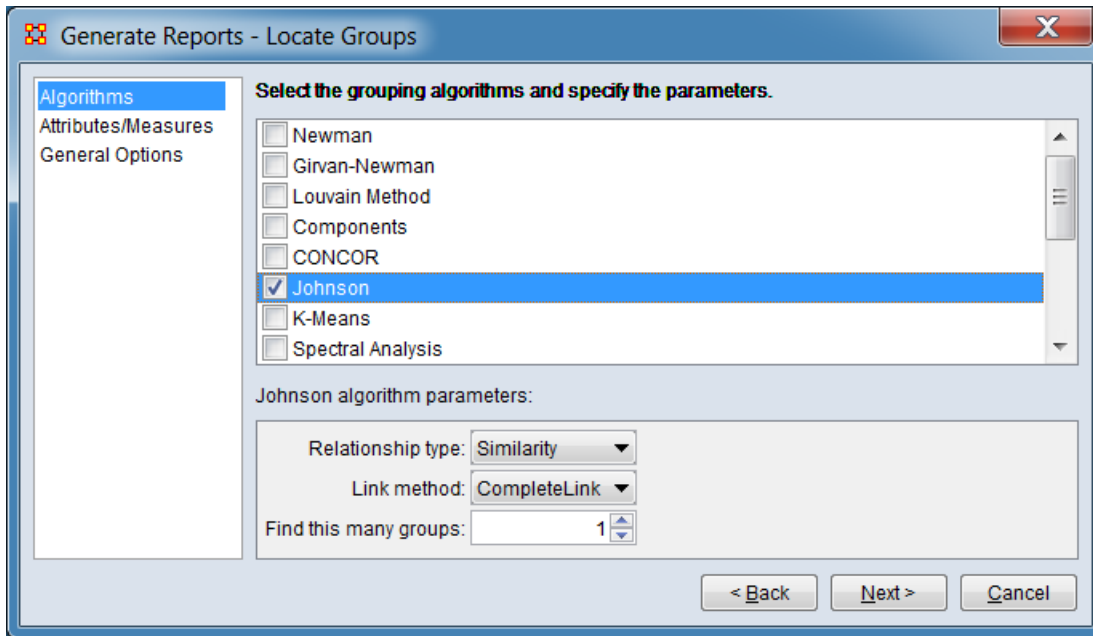 Generate Reports - Locate Groups
X
Algorithms
Attributes/Measures
General Options
Select the grouping algorithms and specify the parameters.
Newman
Girvan-Newman
Louvain Method
Components
CONCOR
Johnson
K-Means
Spectral Analysis
Johnson algorithm parameters:
Relationship type: Similarity
Link method: CompleteLink
Find this many groups: 1
< Back Next > Cancel